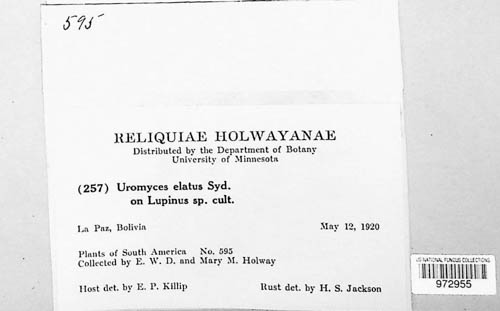 595
RELIQUIAE HOLWAYANAE
Distributed by the Department of Botany
University of Minnesota
(257) Uromyces elatus Syd.
on Lupinus sp. cult.
La Paz, Bolivia May 12, 1920
Plants of South America No. 595
Collected by E. W. D. and Mary M. Holway
Host det. by E. P. Killip Rust det. by H. S. Jackson
US NATIONAL FUNGUS COLLECTIONS
972955